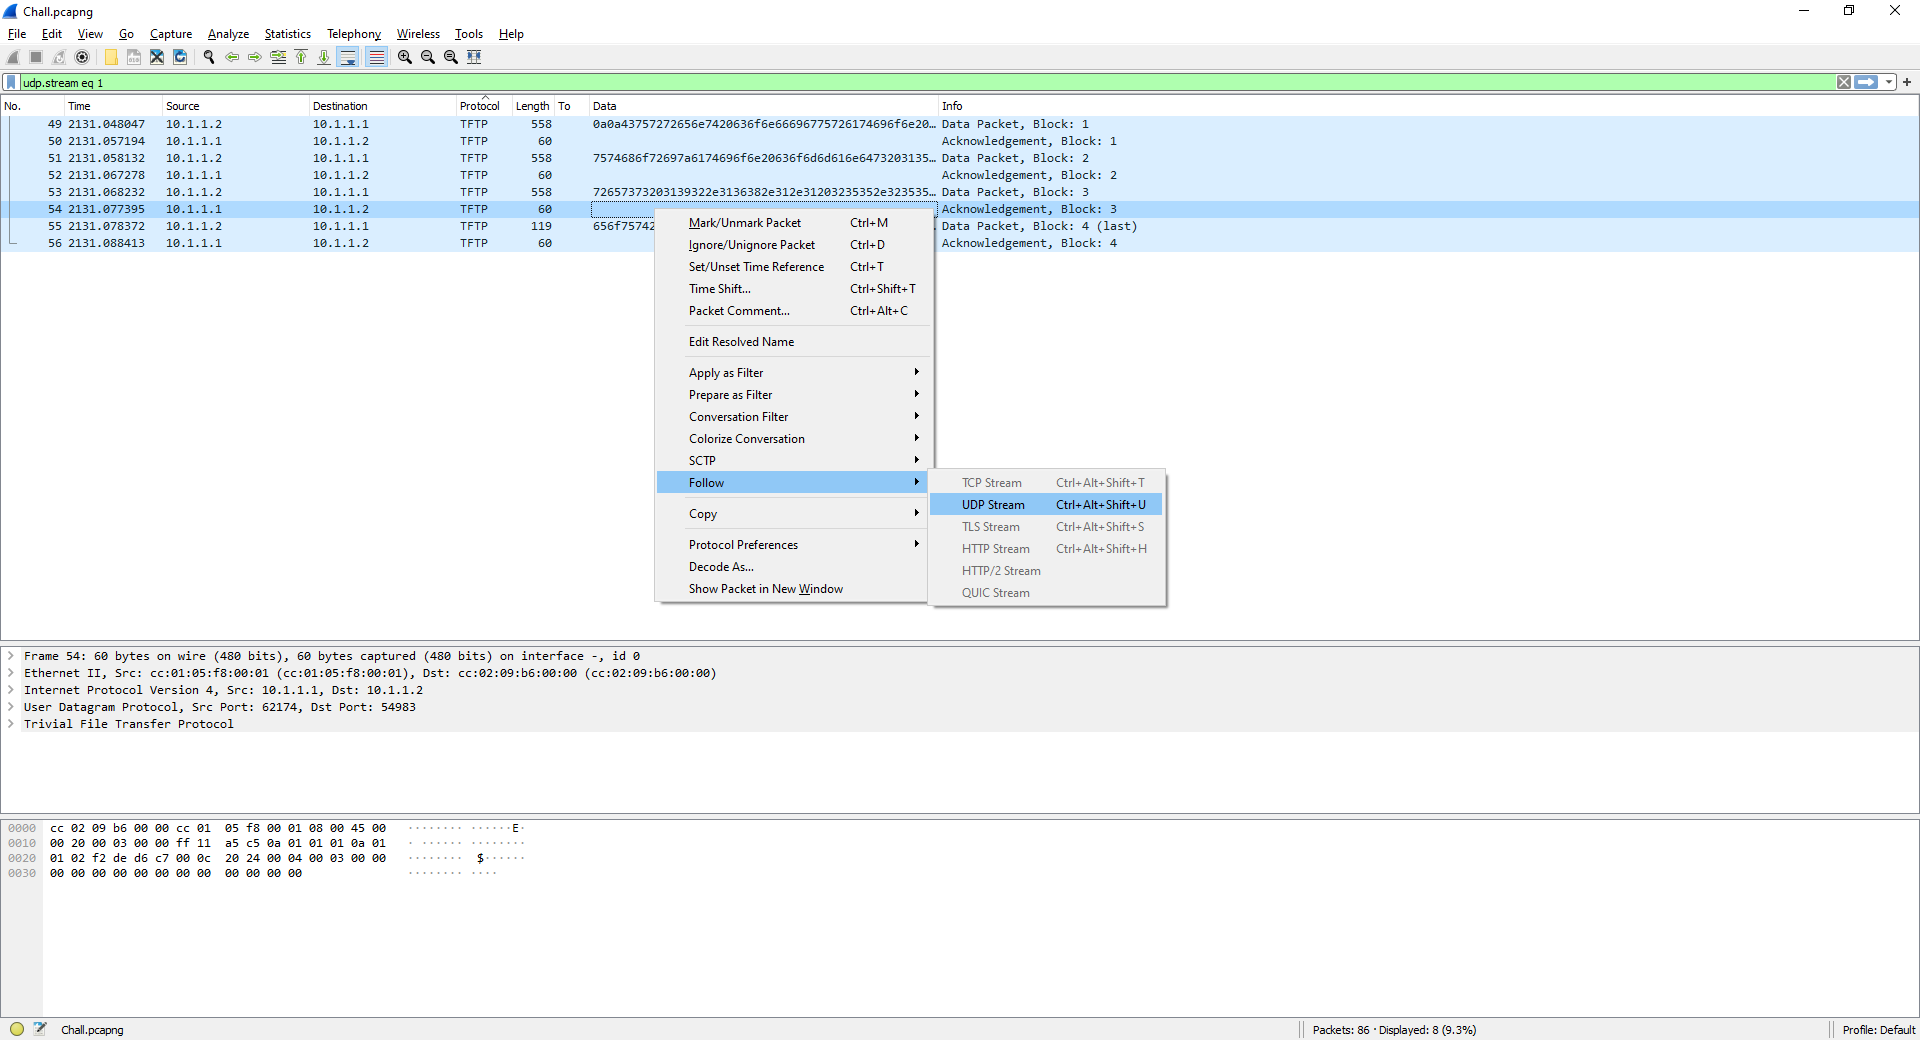 Chall.pcapng
File Edit View Go Capture Analyze Statistics Telephony Wireless Tools Help
udp.stream eq 1
No. Time Source Destination Protocol Length To Data Info
49 2131.048047 10.1.1.2 10.1.1.1 TFTP 558 0a0a43757272656e7420636f6e66696775726174696f6e20… Data Packet, Block: 1
50 2131.057194 10.1.1.1 10.1.1.2 TFTP 60 Acknowledgement, Block: 1
51 2131.058132 10.1.1.2 10.1.1.1 TFTP 558 7574686f72697a6174696f6e20636f6d6d616e6473203135… Data Packet, Block: 2
52 2131.067278 10.1.1.1 10.1.1.2 TFTP 60 Acknowledgement, Block: 2
53 2131.068232 10.1.1.2 10.1.1.1 TFTP 558 72657373203139322e3136382e312e31203235352e323535… Data Packet, Block: 3
54 2131.077395 10.1.1.1 10.1.1.2 TFTP 60 Acknowledgement, Block: 3
55 2131.078372 10.1.1.2 10.1.1.1 TFTP 119 656f75742 Data Packet, Block: 4 (last)
56 2131.088413 10.1.1.1 10.1.1.2 TFTP 60 Acknowledgement, Block: 4
Mark/Unmark Packet Ctrl+M
Ignore/Unignore Packet Ctrl+D
Set/Unset Time Reference Ctrl+T
Time Shift... Ctrl+Shift+T
Packet Comment... Ctrl+Alt+C
Edit Resolved Name
Apply as Filter
Prepare as Filter
Conversation Filter
Colorize Conversation
SCTP
Follow
Copy
Protocol Preferences
Decode As...
Show Packet in New Window
TCP Stream Ctrl+Alt+Shift+T
UDP Stream Ctrl+Alt+Shift+U
TLS Stream Ctrl+Alt+Shift+S
HTTP Stream Ctrl+Alt+Shift+H
HTTP/2 Stream
QUIC Stream
Frame 54: 60 bytes on wire (480 bits), 60 bytes captured (480 bits) on interface -, id 0
Ethernet II, Src: cc:01:05:f8:00:01 (cc:01:05:f8:00:01), Dst: cc:02:09:b6:00:00 (cc:02:09:b6:00:00)
Internet Protocol Version 4, Src: 10.1.1.1, Dst: 10.1.1.2
User Datagram Protocol, Src Port: 62174, Dst Port: 54983
Trivial File Transfer Protocol
0000 cc 02 09 b6 00 00 cc 01 05 f8 00 01 08 00 45 00 ········ ······E·
0010 00 20 00 03 00 00 ff 11 a5 c5 0a 01 01 01 0a 01 · ······ ········
0020 01 02 f2 de d6 c7 00 0c 20 24 00 04 00 03 00 00 ········ $······
0030 00 00 00 00 00 00 00 00 00 00 00 00 ········ ····
Chall.pcapng
Packets: 86 · Displayed: 8 (9.3%)
Profile: Default